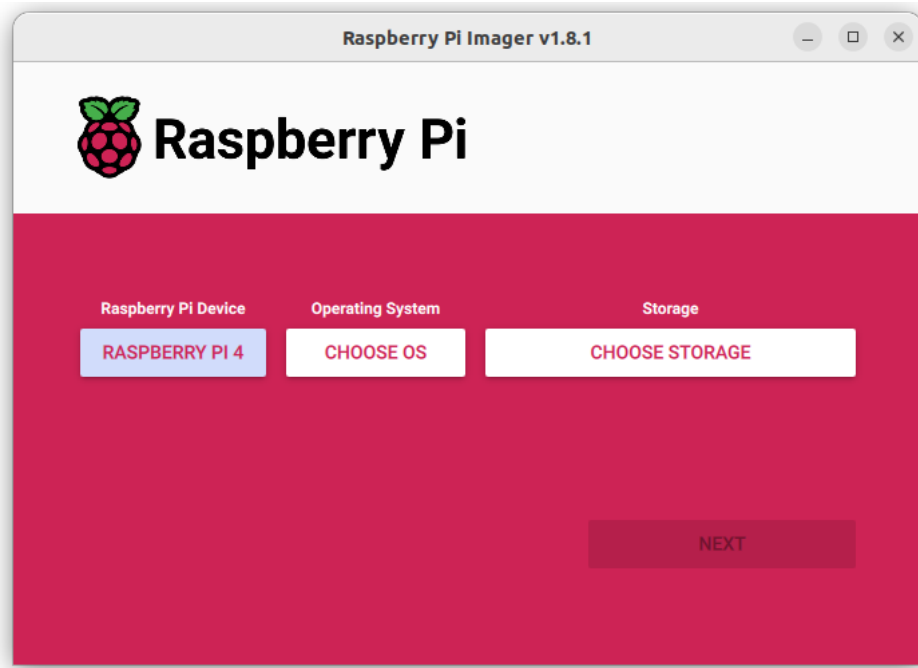 Raspberry Pi Imager v1.8.1
Raspberry Pi
Raspberry Pi Device
Operating System
Storage
RASPBERRY PI 4
CHOOSE OS
CHOOSE STORAGE
NEXT